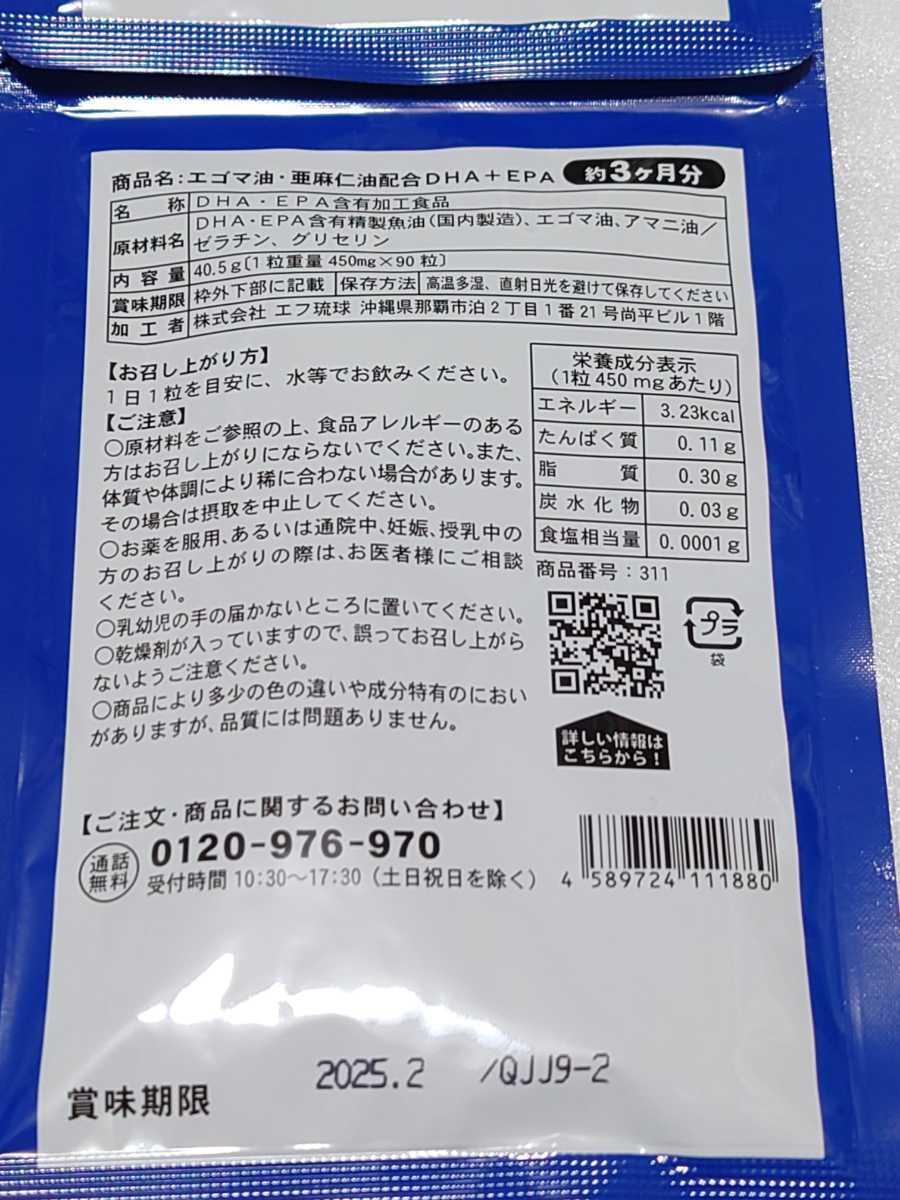 商品名:エゴマ油・亜麻仁油配合DHA+EPA 約3ヶ月分
名称 DHA・EPA含有加工食品
原材料名 DHA・EPA含有精製魚油(国内製造)、エゴマ油、アマニ油/
ゼラチン、グリセリン
内容量 40.5g〔1粒重量 450mg×90粒〕
賞味期限 枠外下部に記載 保存方法 高温多湿、直射日光を避けて保存してください
加工者 株式会社 エフ琉球 沖縄県那覇市泊2丁目1番21号尚平ビル1階
【お召し上がり方】
1日1粒を目安に、水等でお飲みください。
【ご注意】
○原材料をご参照の上、食品アレルギーのある
方はお召し上がりにならないでください。また、
体質や体調により稀に合わない場合があります。
その場合は摂取を中止してください。
○お薬を服用、あるいは通院中、妊娠、授乳中の
方のお召し上がりの際は、お医者様にご相談
ください。
○乳幼児の手の届かないところに置いてください。
○乾燥剤が入っていますので、誤ってお召し上がら
ないようご注意ください。
○商品により多少の色の違いや成分特有のにおい
がありますが、品質には問題ありません。
栄養成分表示
(1粒 450mgあたり)
エネルギー 3.23kcal
たんぱく質 0.11g
脂質 0.30g
炭水化物 0.03g
食塩相当量 0.0001g
商品番号:311
プラ
袋
詳しい情報は
こちらから!
【ご注文・商品に関するお問い合わせ】
通話
無料
0120-976-970
受付時間 10:30~17:30(土日祝日を除く)
4 589724 111880
2025.2 /QJJ9-2
賞味期限